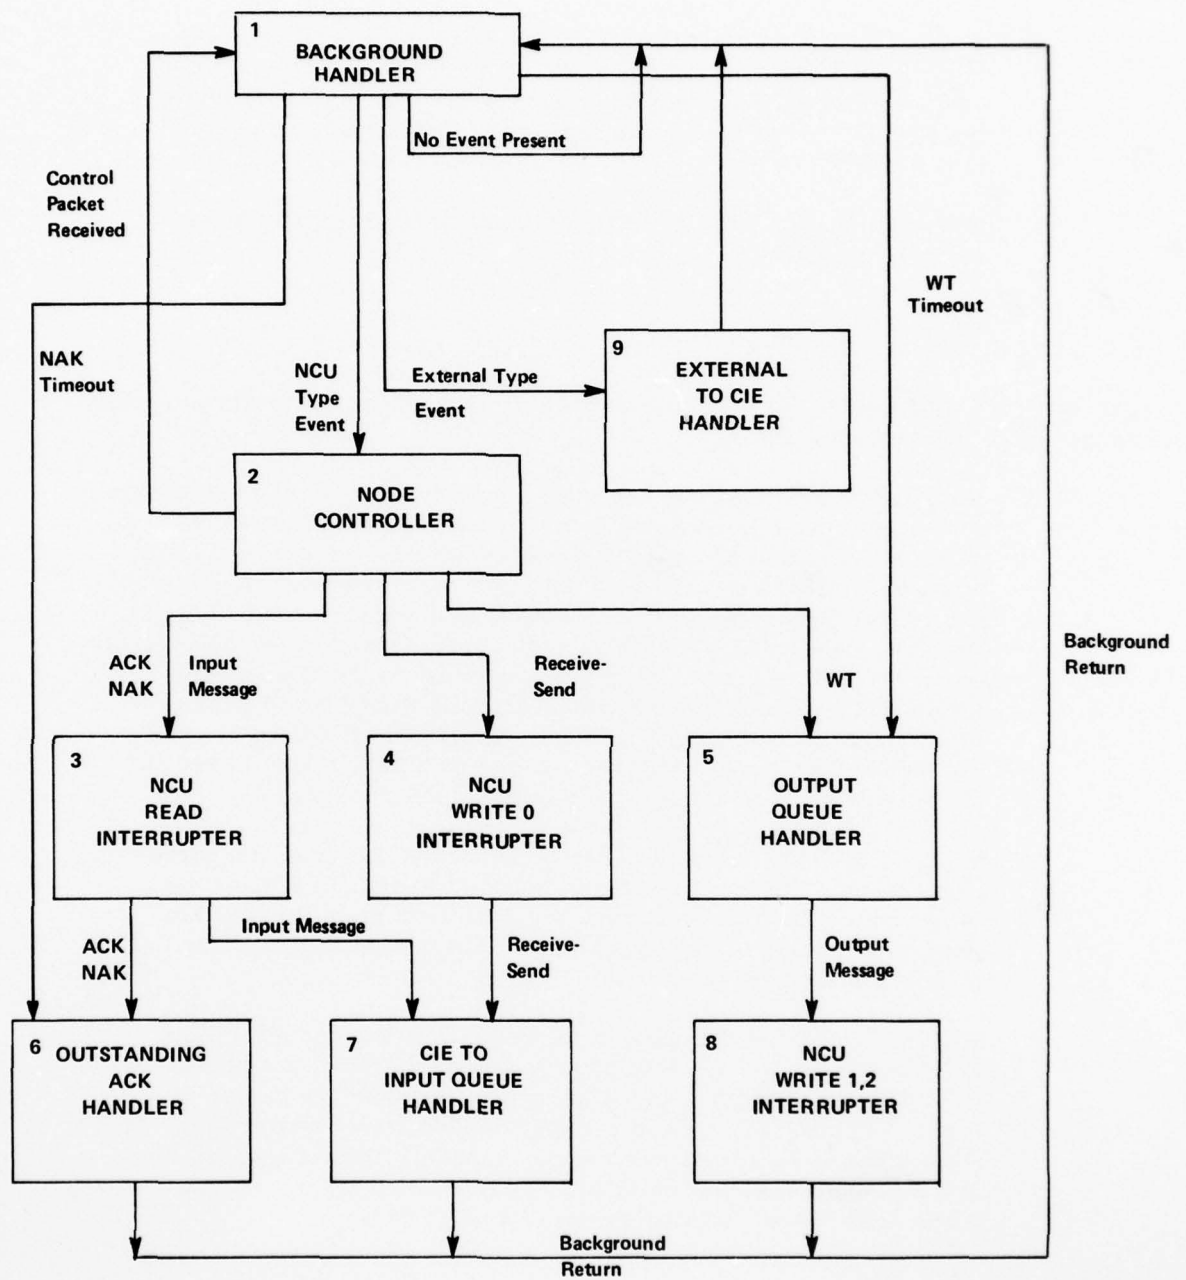 1
BACKGROUND
HANDLER
No Event Present
Control
Packet
Received
WT
Timeout
NAK
Timeout
NCU
Type
Event
External Type
Event
9
EXTERNAL
TO CIE
HANDLER
2
NODE
CONTROLLER
Background
Return
ACK
NAK
Input
Message
Receive-
Send
WT
3
NCU
READ
INTERRUPTER
4
NCU
WRITE 0
INTERRUPTER
5
OUTPUT
QUEUE
HANDLER
ACK
NAK
Input Message
Receive-
Send
Output
Message
6
OUTSTANDING
ACK
HANDLER
7
CIE TO
INPUT QUEUE
HANDLER
8
NCU
WRITE 1,2
INTERRUPTER
Background
Return